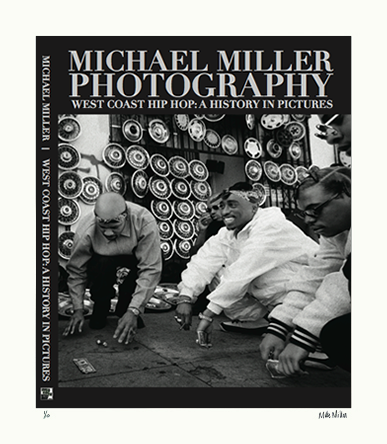 MICHAEL MILLER
PHOTOGRAPHY
WEST COAST HIP HOP: A HISTORY IN PICTURES
MICHAEL MILLER | WEST COAST HIP HOP: A HISTORY IN PICTURES